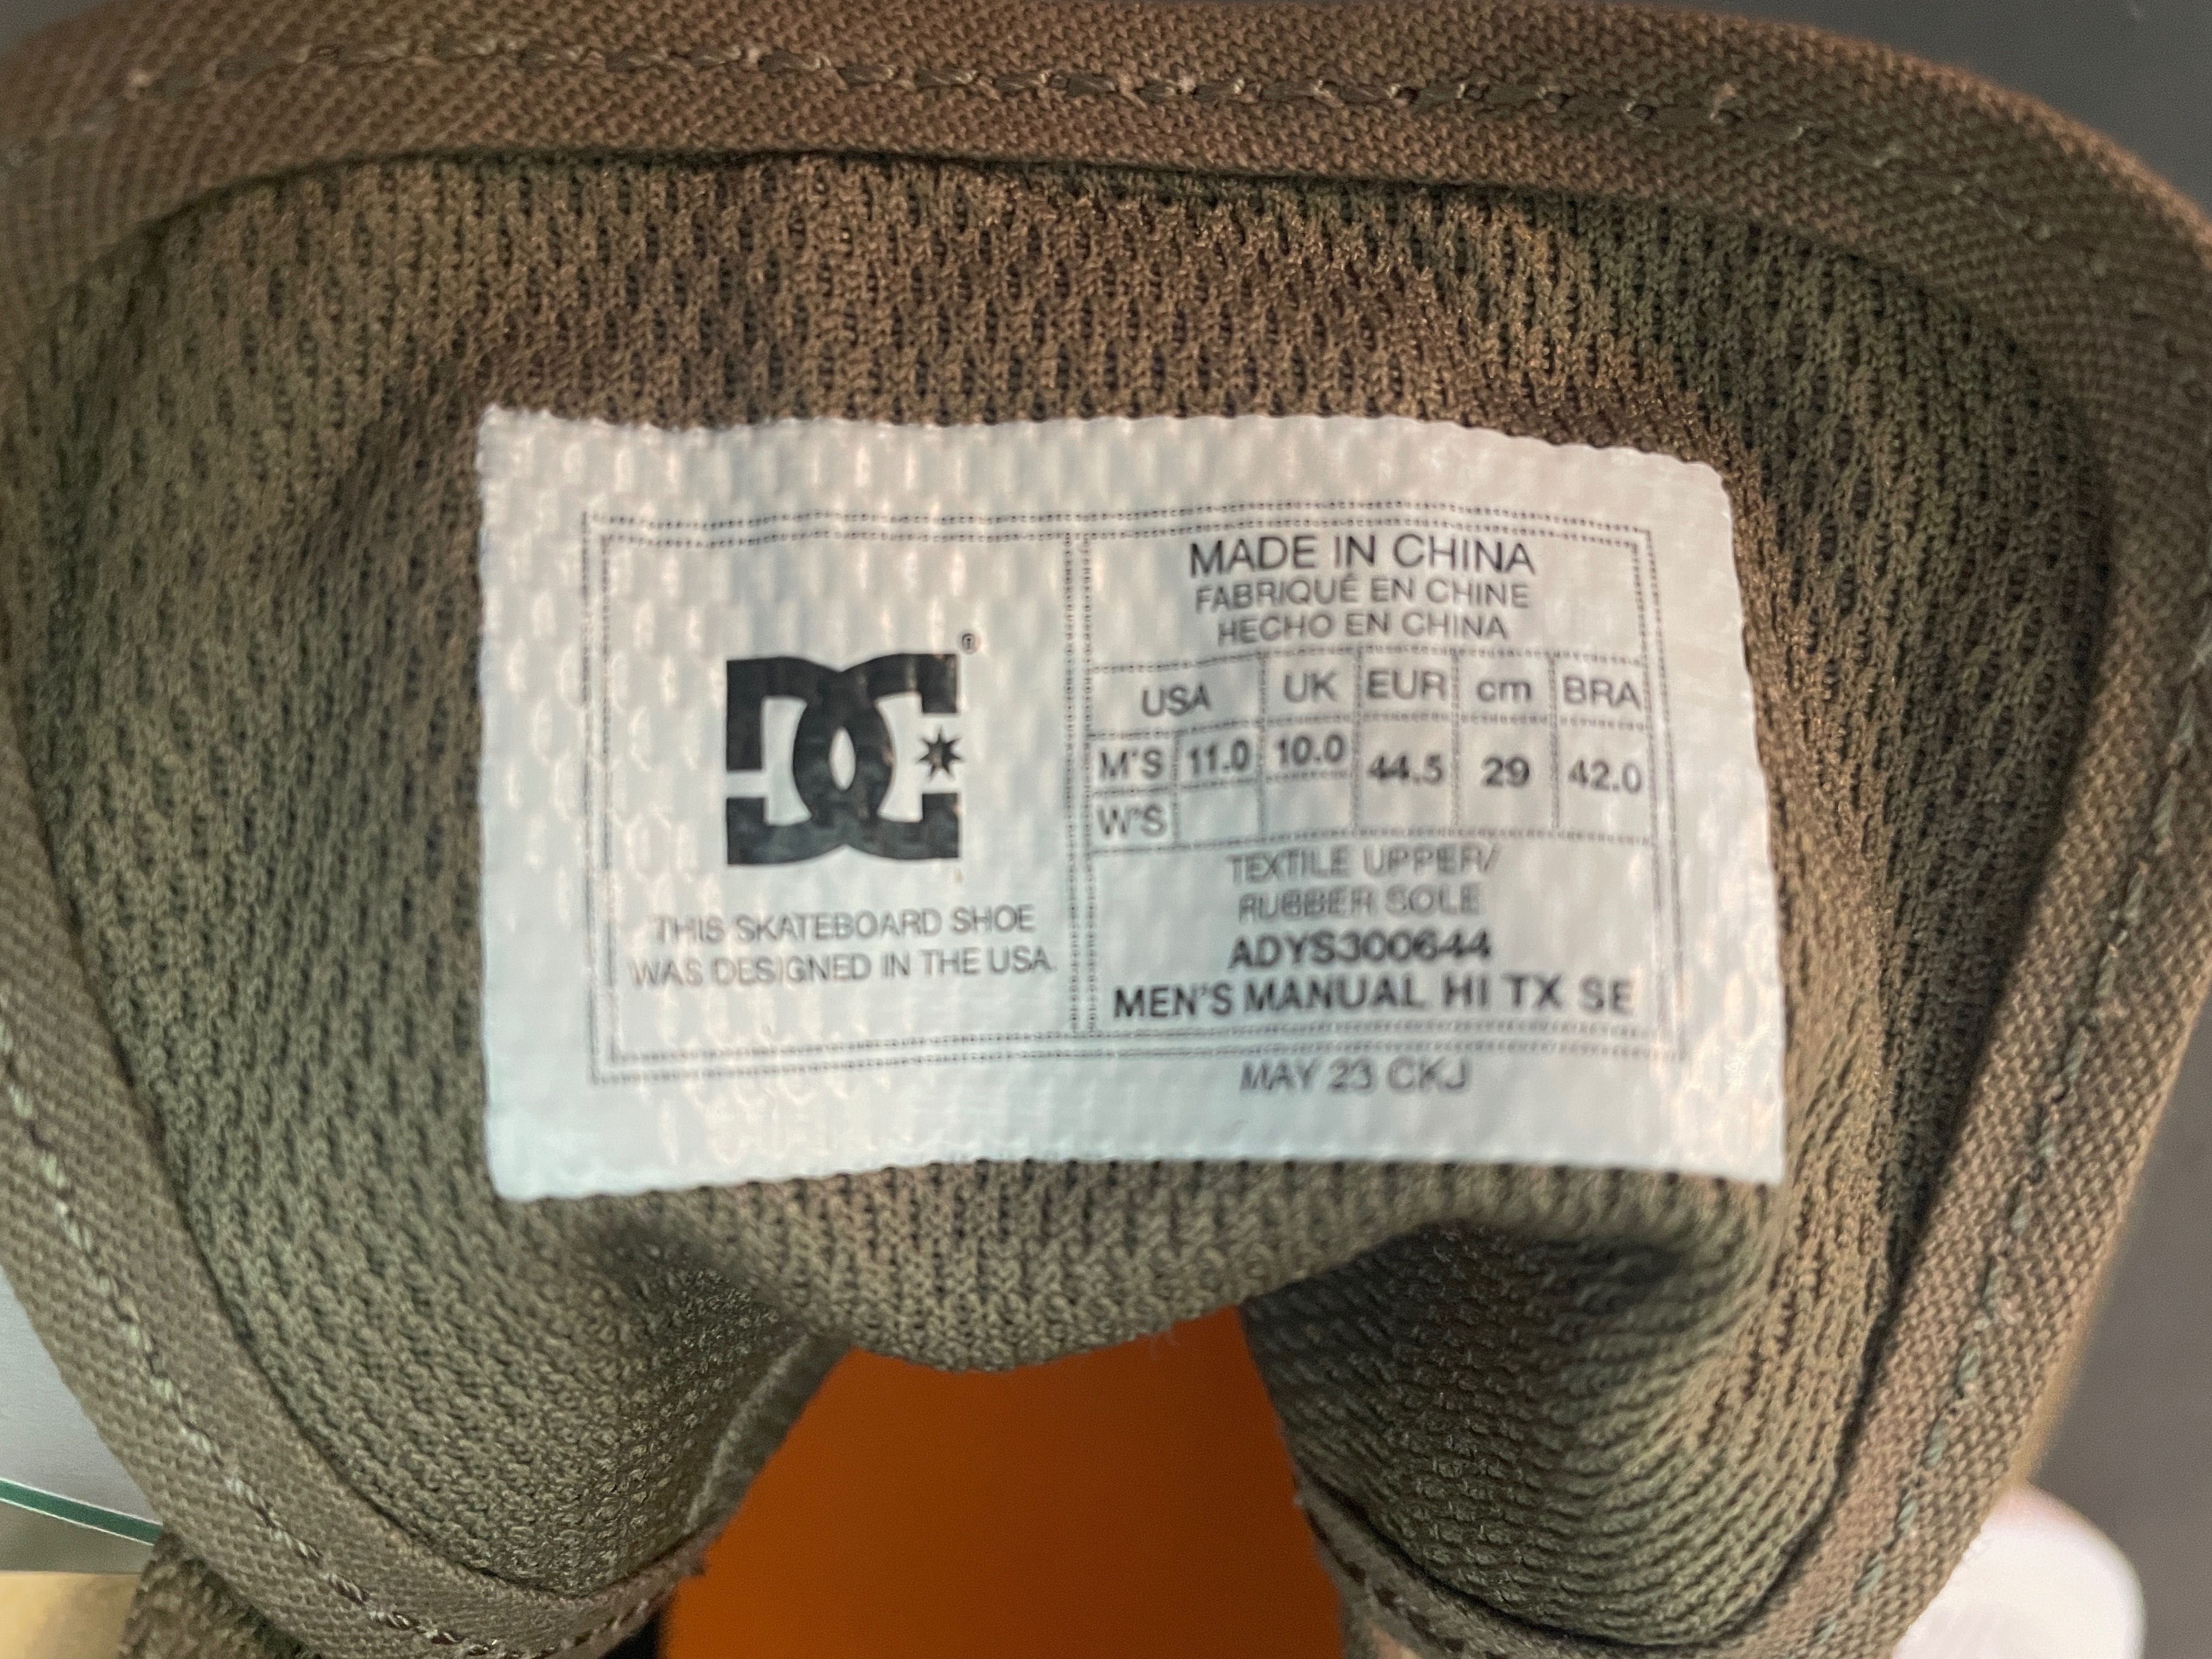 DC®
THIS SKATEBOARD SHOE
WAS DESIGNED IN THE USA
MADE IN CHINA
FABRIQUÉ EN CHINE
HECHO EN CHINA
USA UK EUR cm BRA
M'S 11.0 10.0 44.5 29 42.0
W'S
TEXTILE UPPER/
RUBBER SOLE
ADYS300644
MEN'S MANUAL HI TX SE
MAY 23 CKJ